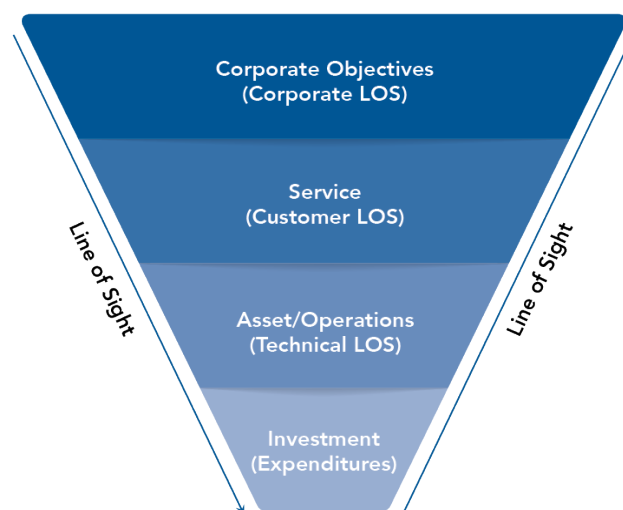 Corporate Objectives
(Corporate LOS)
Service
(Customer LOS)
Line of Sight
Line of Sight
Asset/Operations
(Technical LOS)
Investment
(Expenditures)